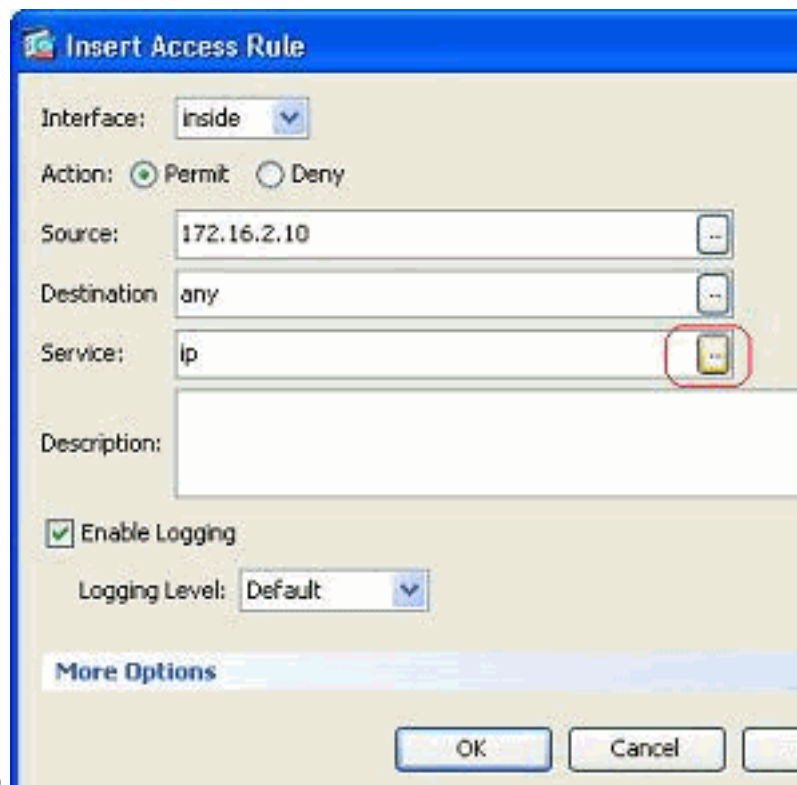 Insert Access Rule
Interface: inside
Action: Permit Deny
Source: 172.16.2.10 ...
Destination any ...
Service: ip ...
Description:
Enable Logging
Logging Level: Default
More Options
OK Cancel